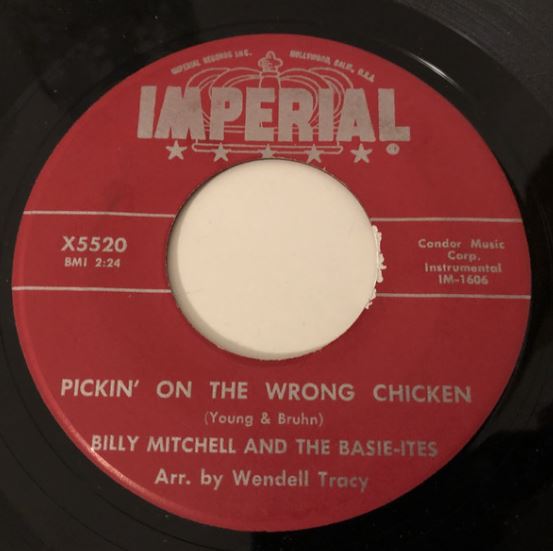 IMPERIAL RECORDS INC. HOLLYWOOD, CALIF., U.S.A.
IMPERIAL
X5520
BMI 2:24
Condor Music
Corp.
Instrumental
IM-1606
PICKIN' ON THE WRONG CHICKEN
(Young & Bruhn)
BILLY MITCHELL AND THE BASIE-ITES
Arr. by Wendell Tracy